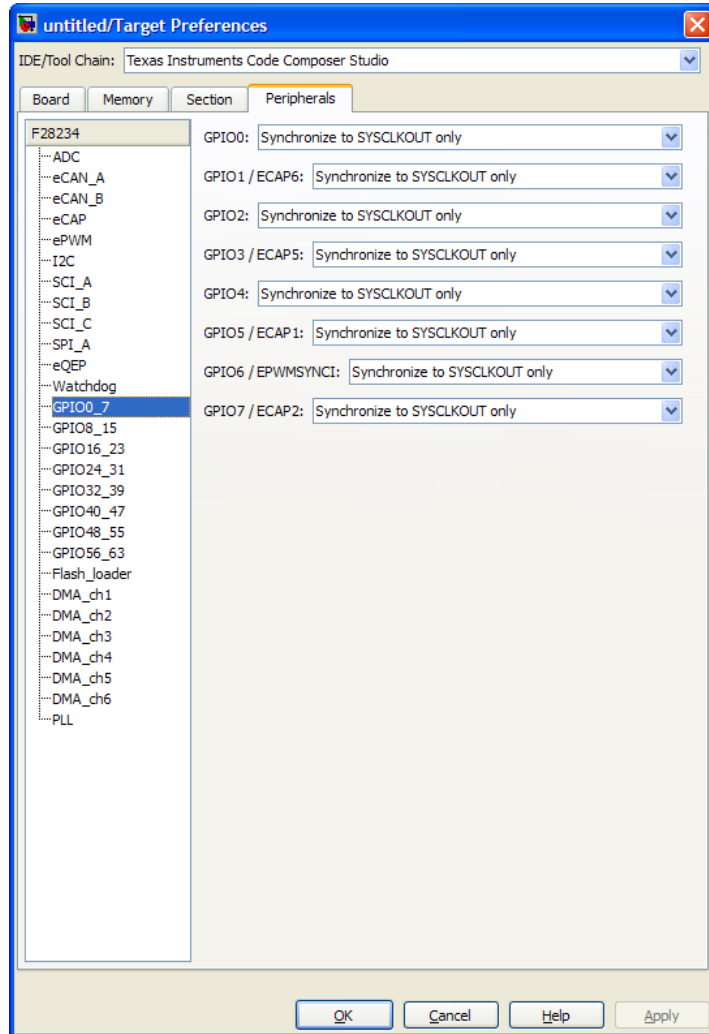 untitled/Target Preferences
IDE/Tool Chain: Texas Instruments Code Composer Studio
Board Memory Section Peripherals
F28234
ADC
eCAN_A
eCAN_B
eCAP
ePWM
I2C
SCI_A
SCI_B
SCI_C
SPI_A
eQEP
Watchdog
GPIO0_7
GPIO8_15
GPIO16_23
GPIO24_31
GPIO32_39
GPIO40_47
GPIO48_55
GPIO56_63
Flash_loader
DMA_ch1
DMA_ch2
DMA_ch3
DMA_ch4
DMA_ch5
DMA_ch6
PLL
GPIO0: Synchronize to SYSCLKOUT only
GPIO1 / ECAP6: Synchronize to SYSCLKOUT only
GPIO2: Synchronize to SYSCLKOUT only
GPIO3 / ECAP5: Synchronize to SYSCLKOUT only
GPIO4: Synchronize to SYSCLKOUT only
GPIO5 / ECAP1: Synchronize to SYSCLKOUT only
GPIO6 / EPWMSYNCI: Synchronize to SYSCLKOUT only
GPIO7 / ECAP2: Synchronize to SYSCLKOUT only
OK Cancel Help Apply